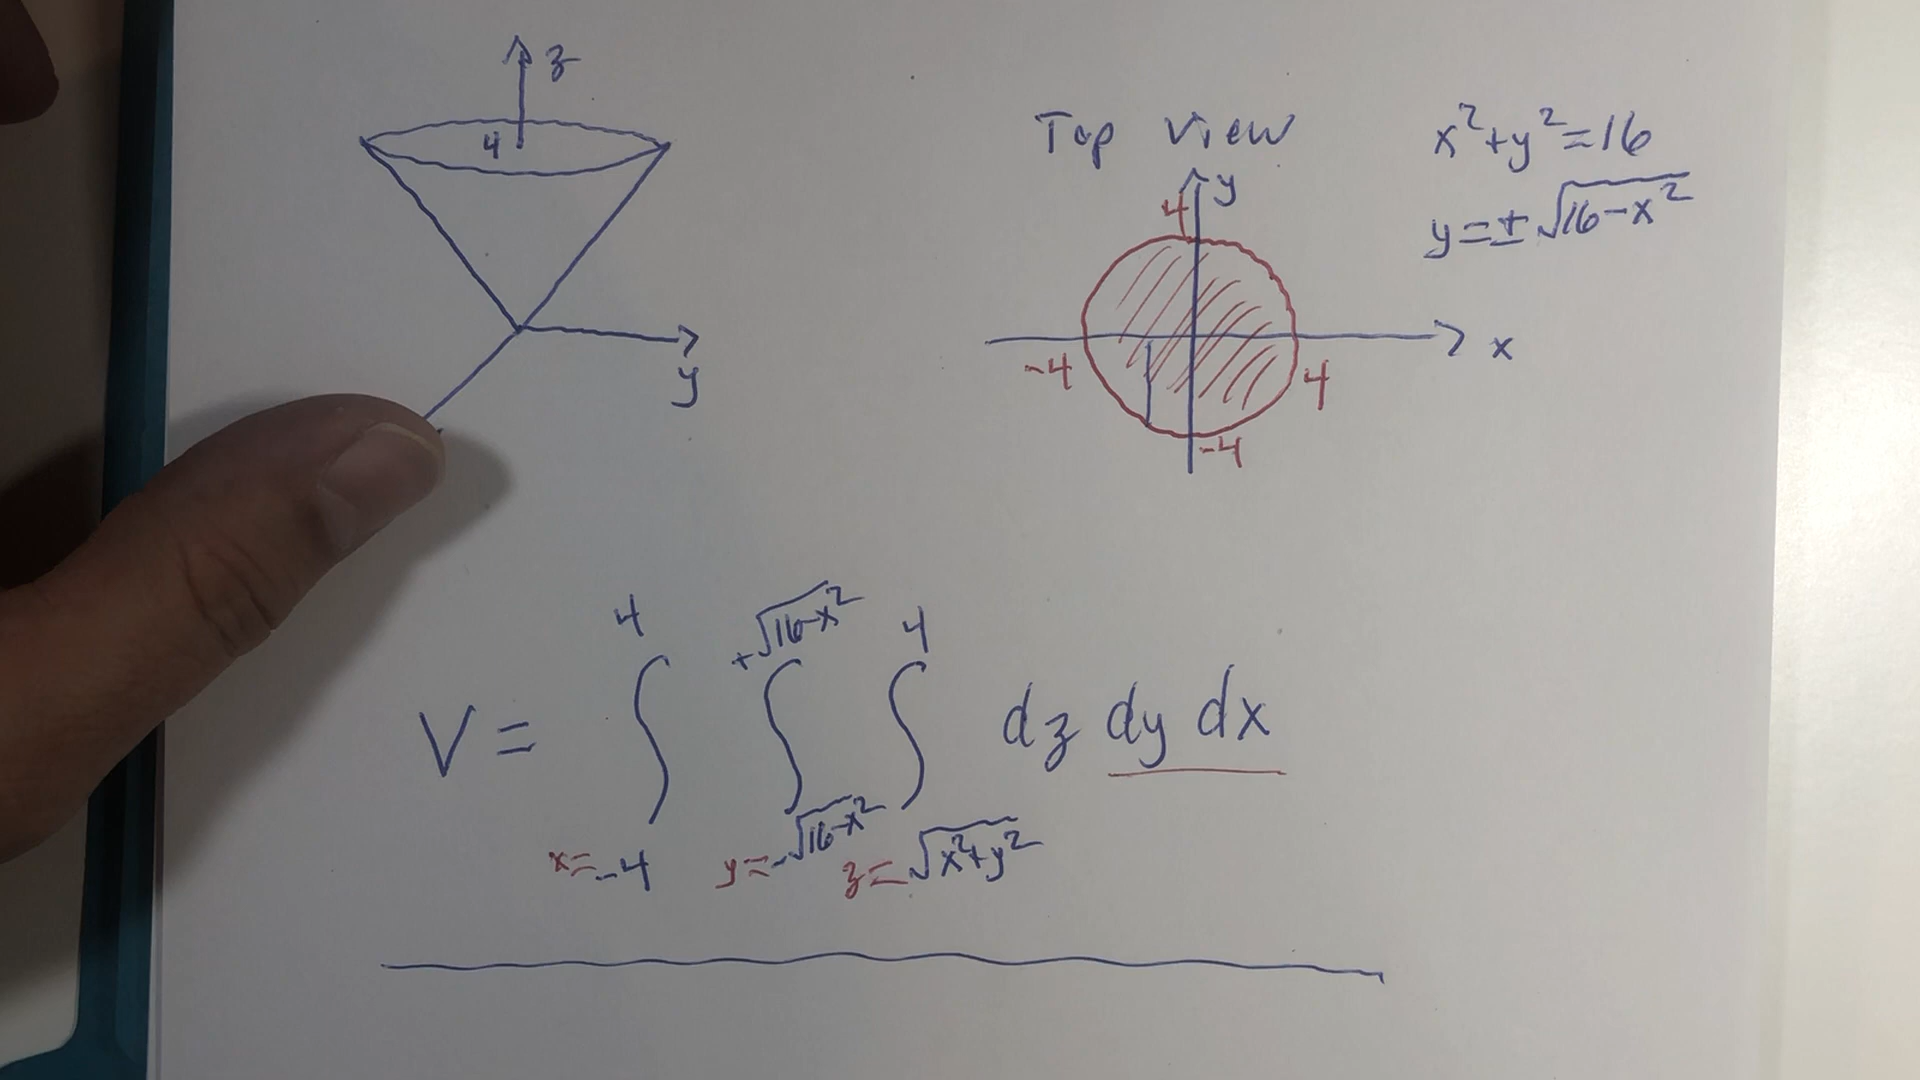 z
4
y
Top View
y
4
-4
4
x
-4
x²+y²=16
y=±√16-x²
V = ∫ x=-4 4 ∫ y=-√16-x² +√16-x² ∫ z=√x²+y² 4 dz dy dx